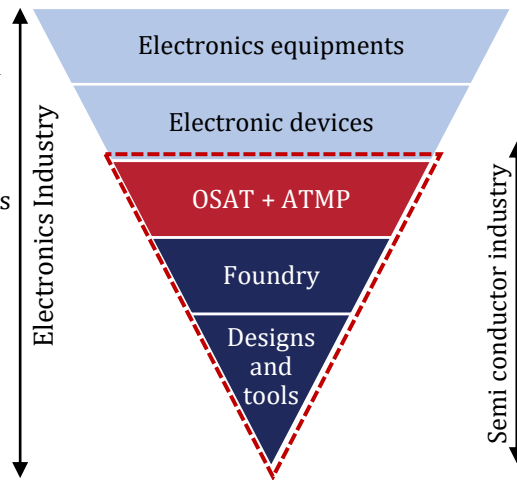 Electronics equipments
Electronic devices
OSAT + ATMP
Foundry
Designs
and
tools
Electronics Industry
Semi conductor industry
s